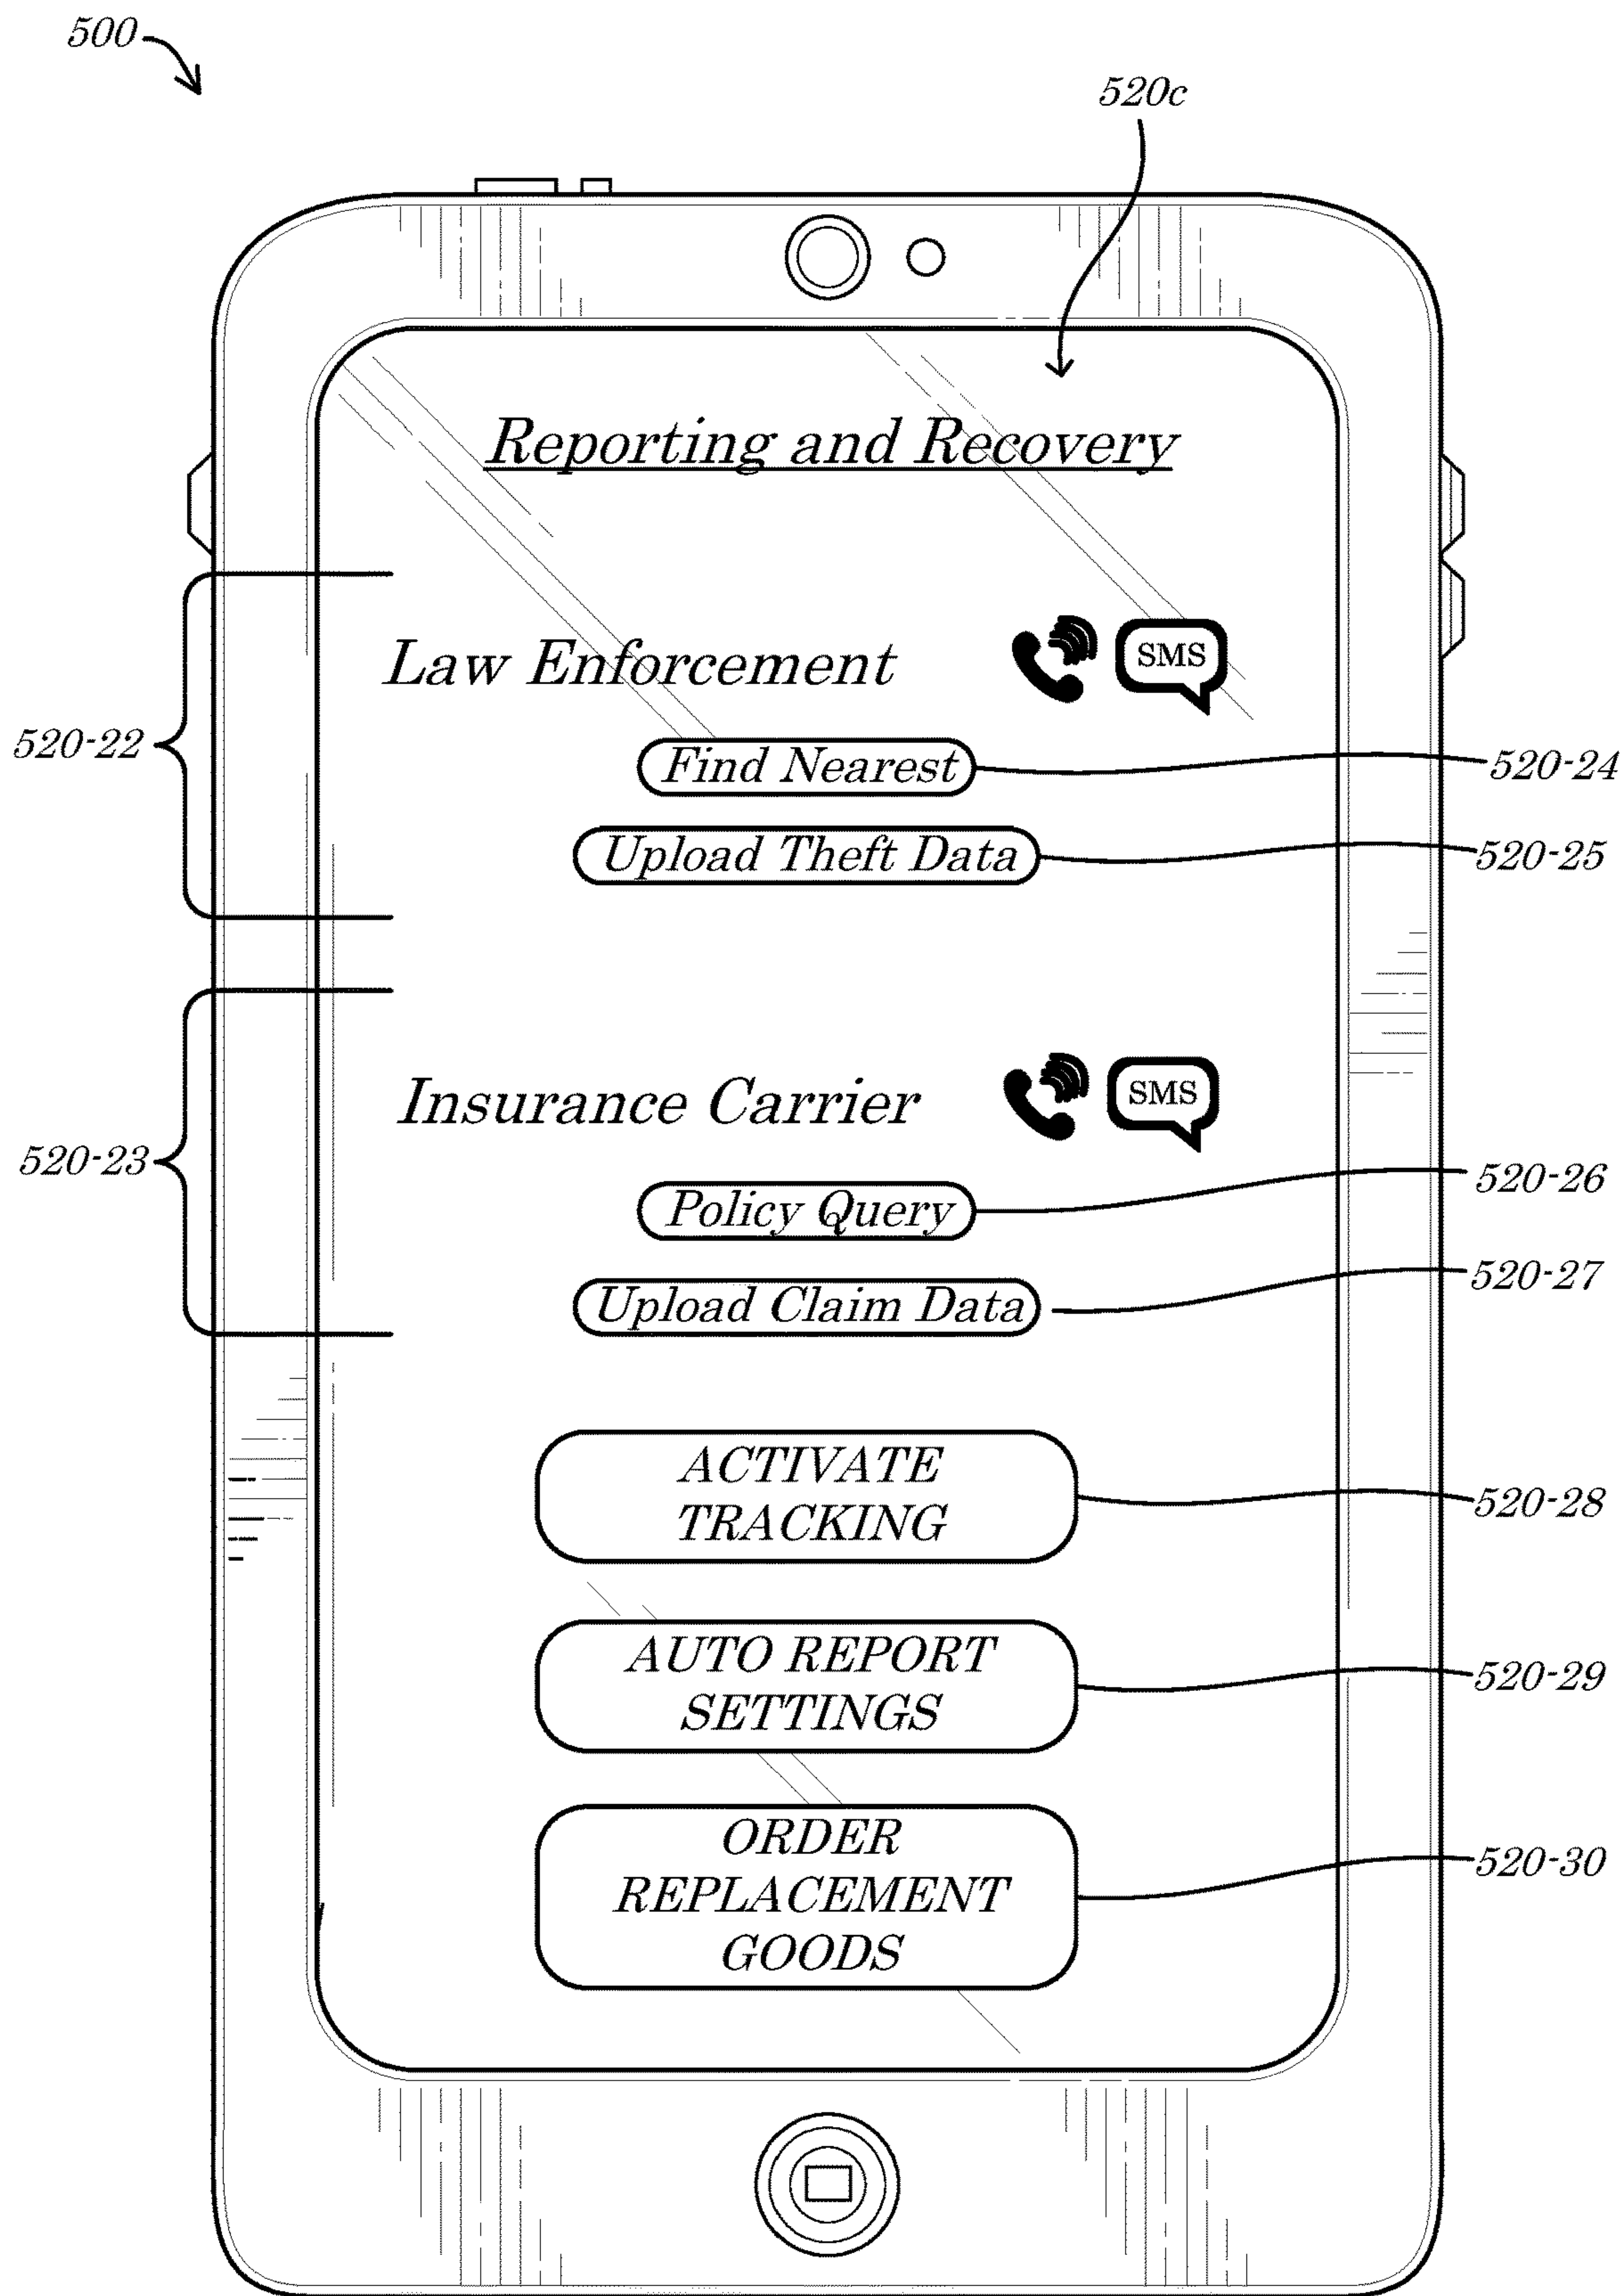 500
520c
Reporting and Recovery
Law Enforcement SMS
520-22
Find Nearest 520-24
Upload Theft Data 520-25
Insurance Carrier SMS
520-23
Policy Query 520-26
Upload Claim Data 520-27
ACTIVATE
TRACKING
520-28
AUTO REPORT
SETTINGS
520-29
ORDER
REPLACEMENT
GOODS
520-30